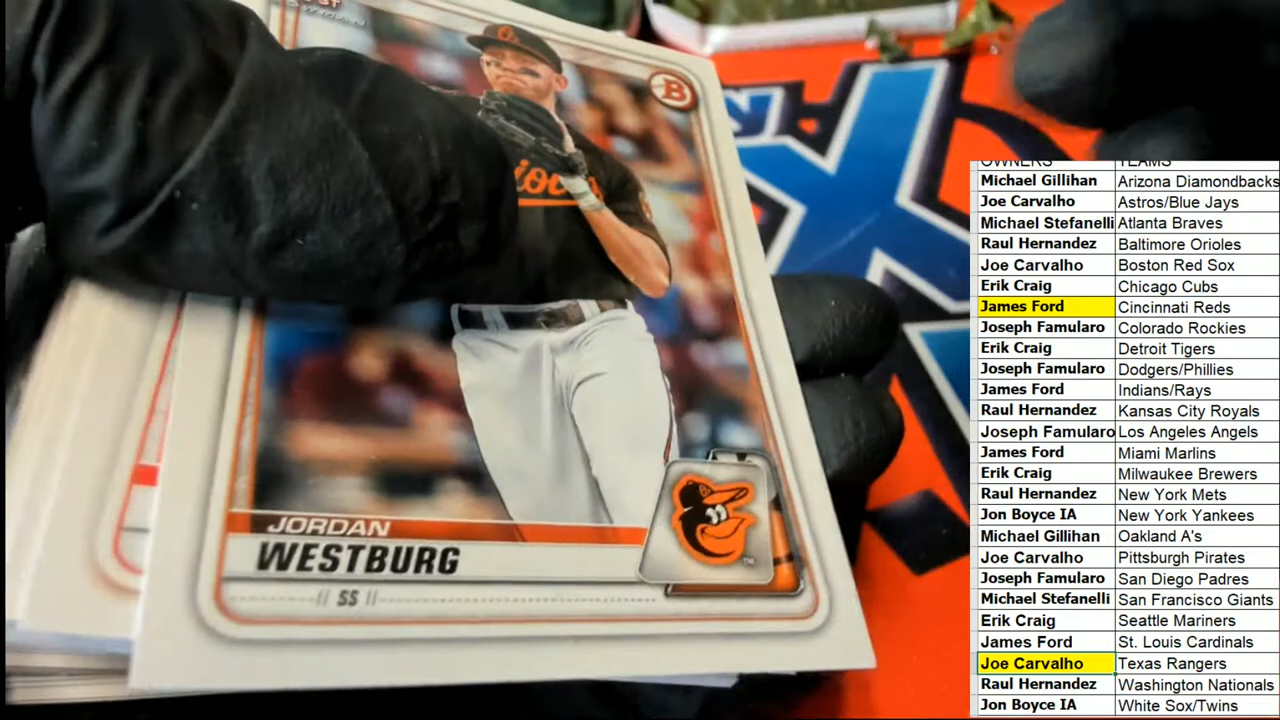 B
JORDAN
WESTBURG
// SS //
OWNERS TEAMS
Michael Gillihan Arizona Diamondbacks
Joe Carvalho Astros/Blue Jays
Michael Stefanelli Atlanta Braves
Raul Hernandez Baltimore Orioles
Joe Carvalho Boston Red Sox
Erik Craig Chicago Cubs
James Ford Cincinnati Reds
Joseph Famularo Colorado Rockies
Erik Craig Detroit Tigers
Joseph Famularo Dodgers/Phillies
James Ford Indians/Rays
Raul Hernandez Kansas City Royals
Joseph Famularo Los Angeles Angels
James Ford Miami Marlins
Erik Craig Milwaukee Brewers
Raul Hernandez New York Mets
Jon Boyce IA New York Yankees
Michael Gillihan Oakland A's
Joe Carvalho Pittsburgh Pirates
Joseph Famularo San Diego Padres
Michael Stefanelli San Francisco Giants
Erik Craig Seattle Mariners
James Ford St. Louis Cardinals
Joe Carvalho Texas Rangers
Raul Hernandez Washington Nationals
Jon Boyce IA White Sox/Twins